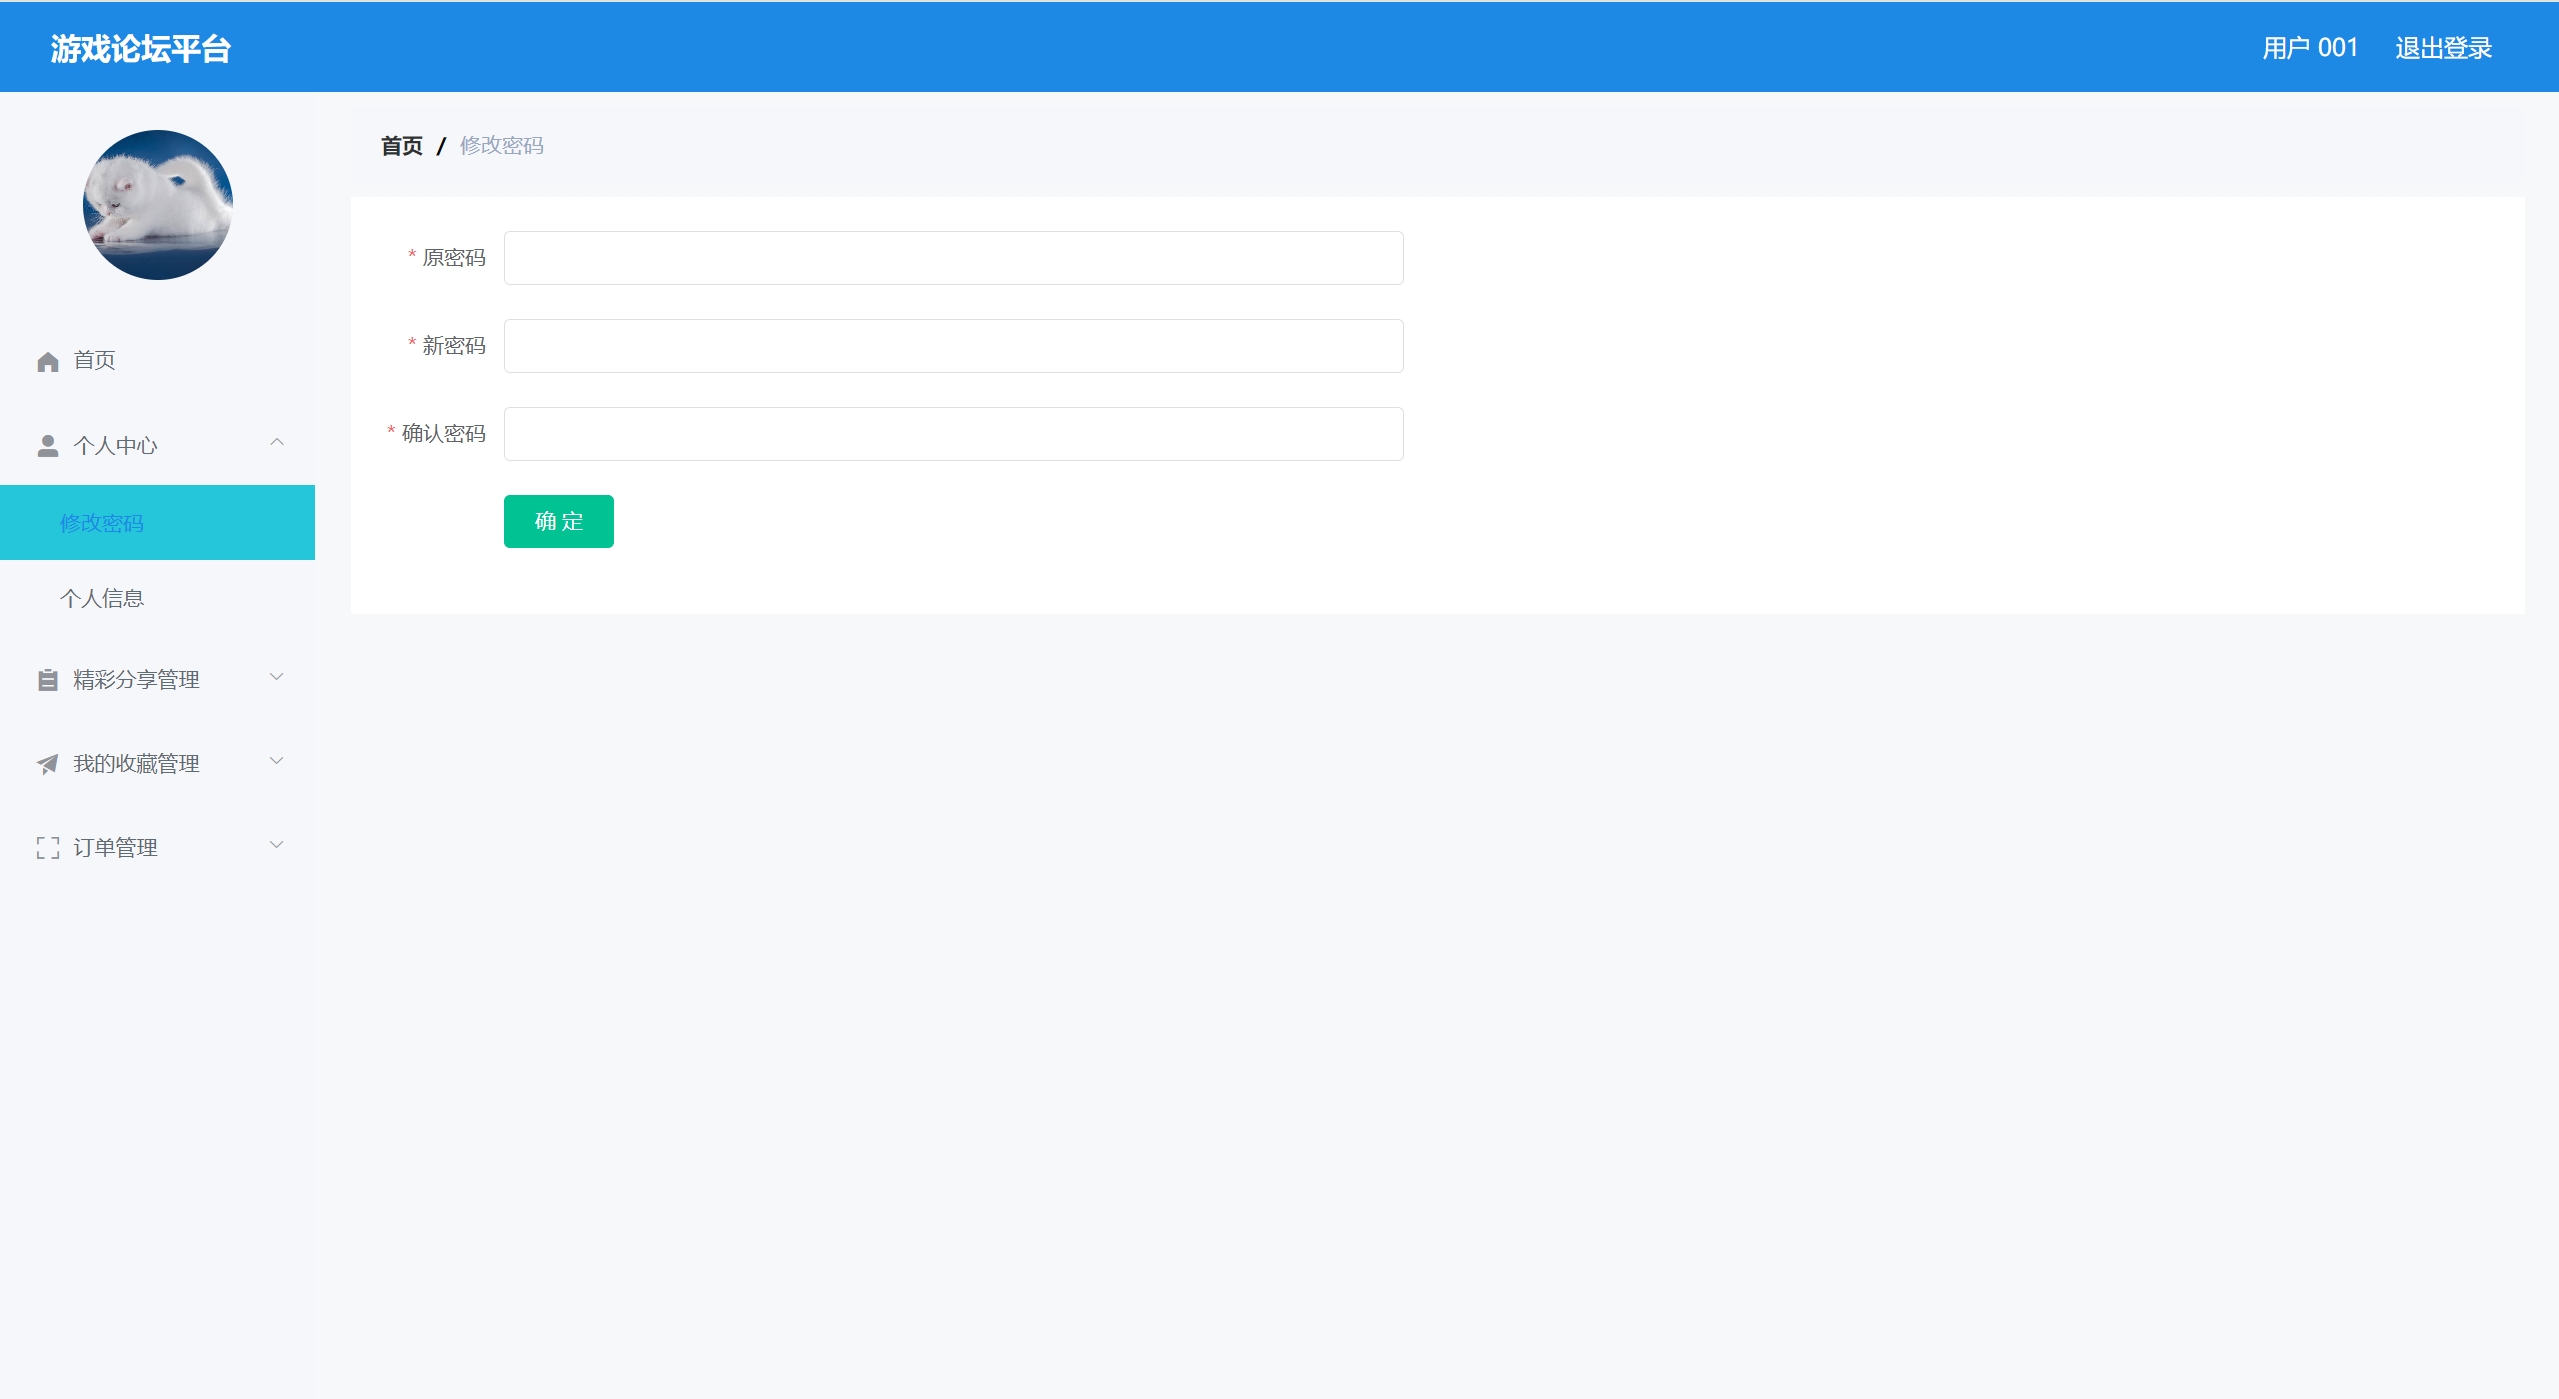 游戏论坛平台
用户 001 退出登录
首页 / 修改密码
* 原密码
* 新密码
* 确认密码
确 定
首页
个人中心
修改密码
个人信息
精彩分享管理
我的收藏管理
订单管理